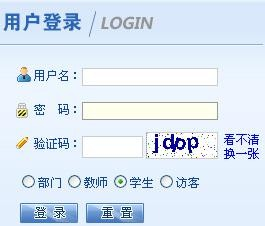 用户登录 LOGIN
用户名：
密 码：
验证码： jdop 看不清
换一张
部门 教师 学生 访客
登 录 重 置